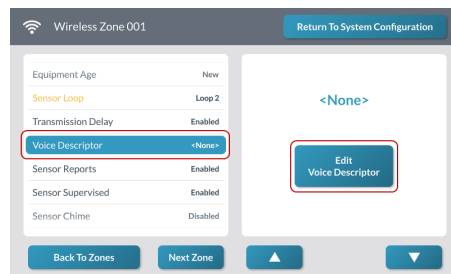 Wireless Zone 001
Return To System Configuration
Equipment Age New
Sensor Loop Loop 2
Transmission Delay Enabled
Voice Descriptor <None>
Sensor Reports Enabled
Sensor Supervised Enabled
Sensor Chime Disabled
<None>
Edit
Voice Descriptor
Back To Zones
Next Zone